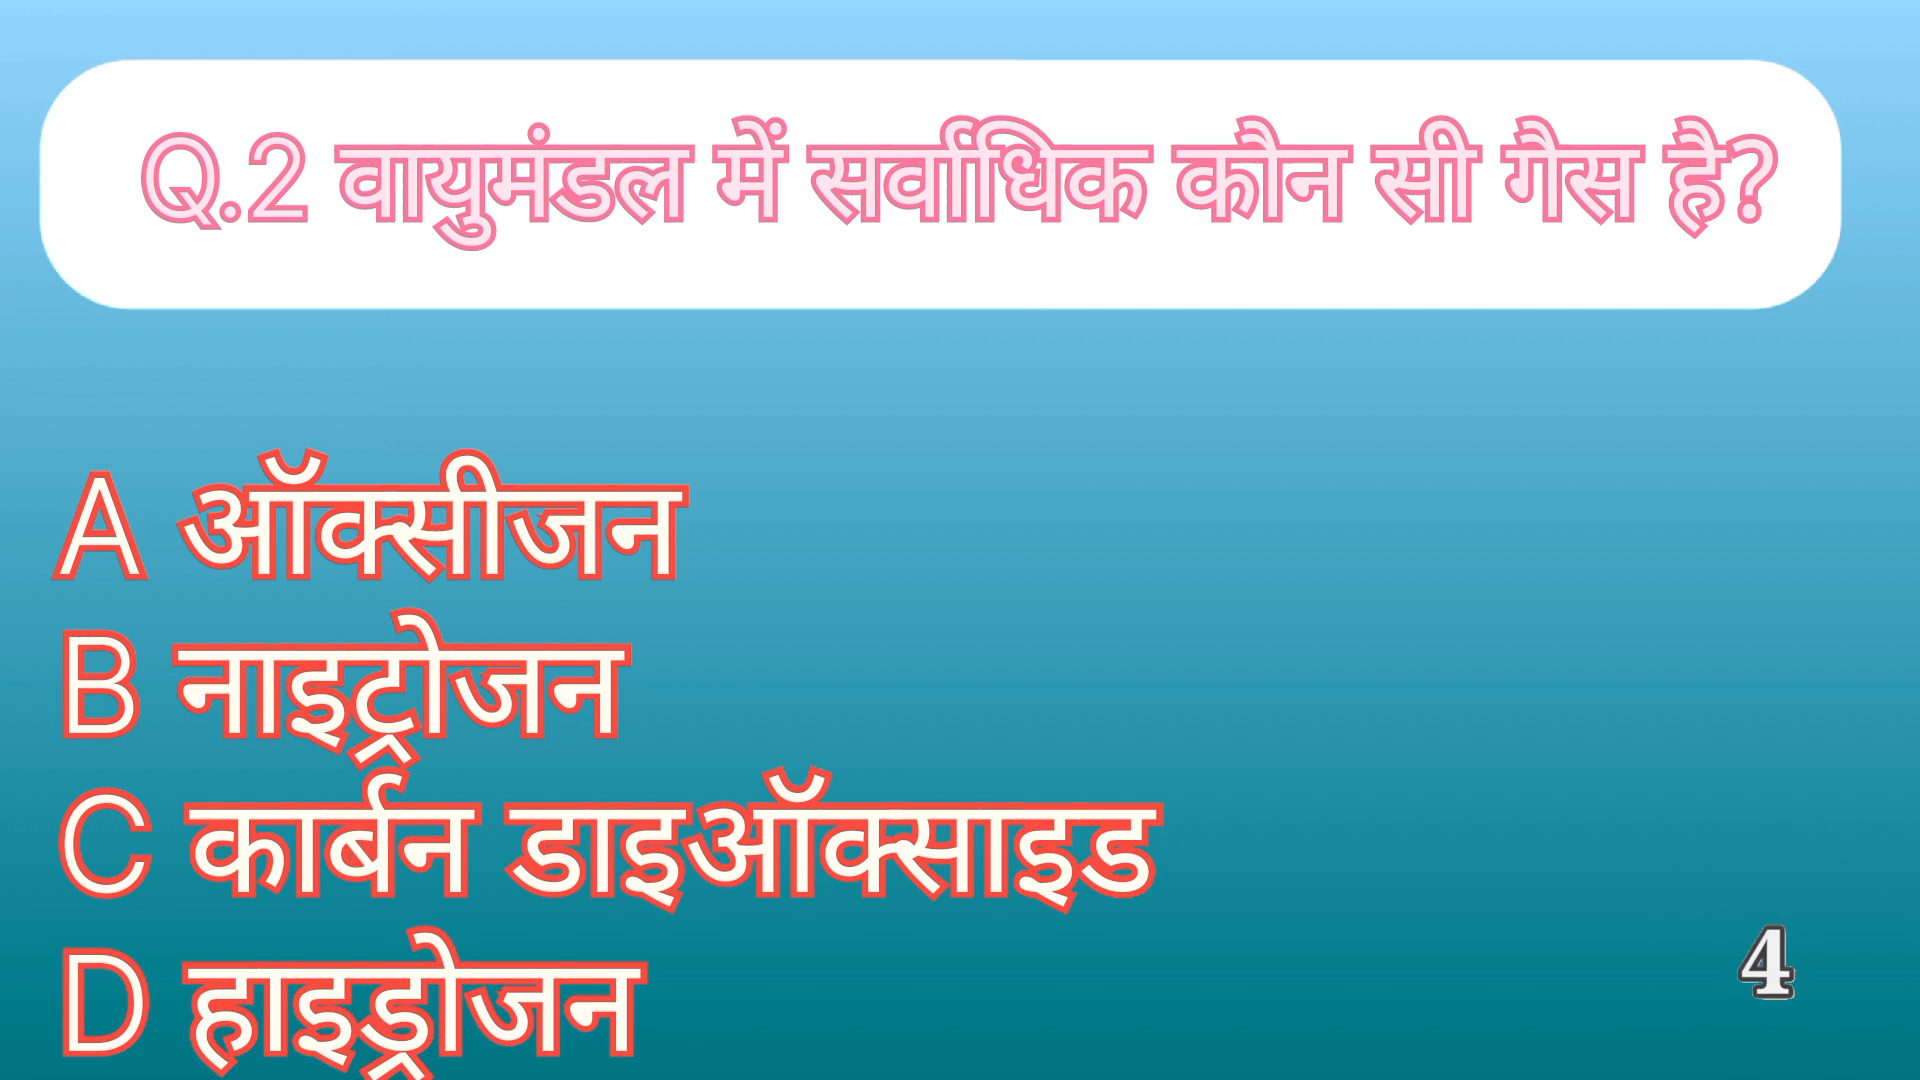 Q.2 वायुमंडल में सर्वाधिक कौन सी गैस है?
A ऑक्सीजन
B नाइट्रोजन
C कार्बन डाइऑक्साइड
D हाइड्रोजन
4